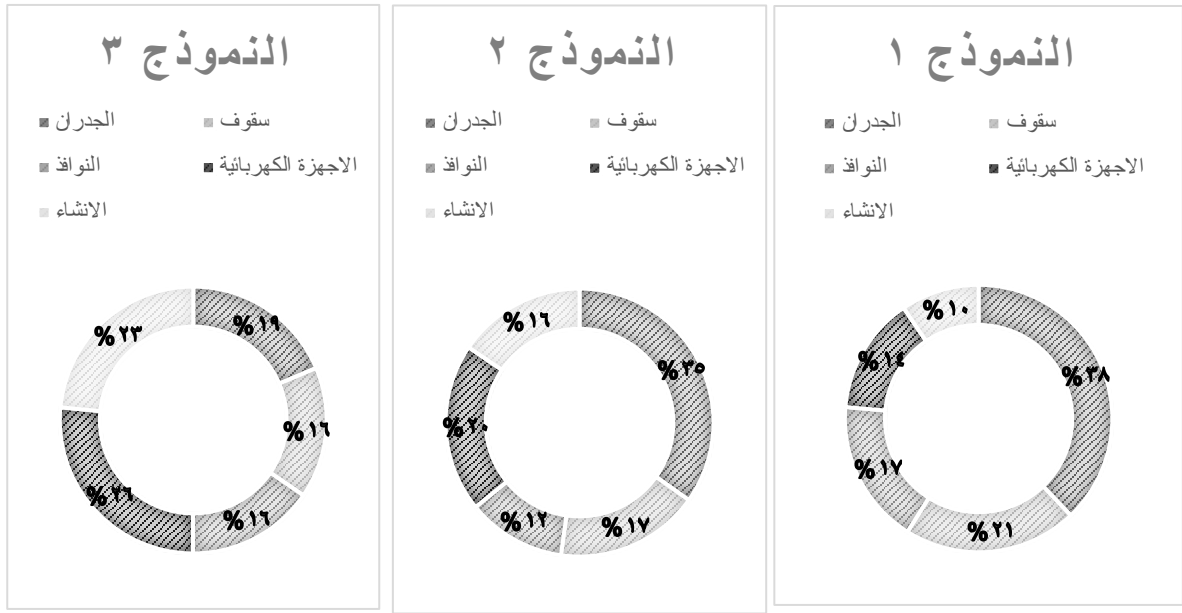 النموذج ١
الجدران
سقوف
النوافذ
الاجهزة الكهربائية
الانشاء
% ٣٨
% ٢١
% ١٧
% ١٤
% ١٠
النموذج ٢
الجدران
سقوف
النوافذ
الاجهزة الكهربائية
الانشاء
% ٣٥
% ١٧
% ١٢
% ٢٠
% ١٦
النموذج ٣
الجدران
سقوف
النوافذ
الاجهزة الكهربائية
الانشاء
% ١٩
% ١٦
% ١٦
% ٢٦
% ٢٣